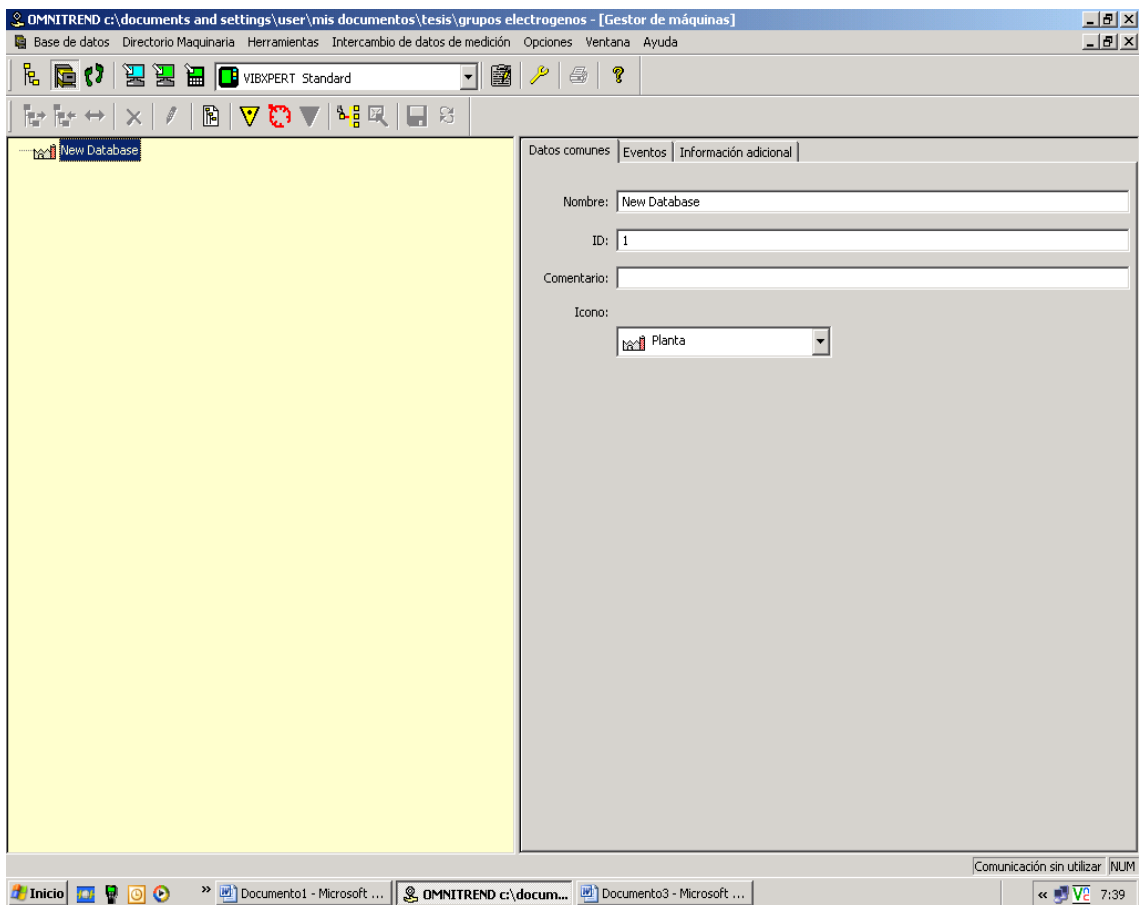 OMNITREND c:\documents and settings\user\mis documentos\tesis\grupos electrogenos - [Gestor de máquinas]
Base de datos Directorio Maquinaria Herramientas Intercambio de datos de medición Opciones Ventana Ayuda
VIBXPERT Standard
New Database
Datos comunes Eventos Información adicional
Nombre: New Database
ID: 1
Comentario:
Icono:
Planta
Comunicación sin utilizar NUM
Inicio » Documento1 - Microsoft ... OMNITREND c:\docum... Documento3 - Microsoft ... « 7:39